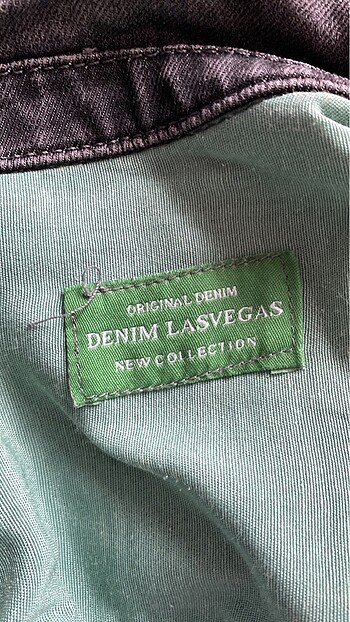 ORIGINAL DENIM
DENIM LASVEGAS
NEW COLLECTION